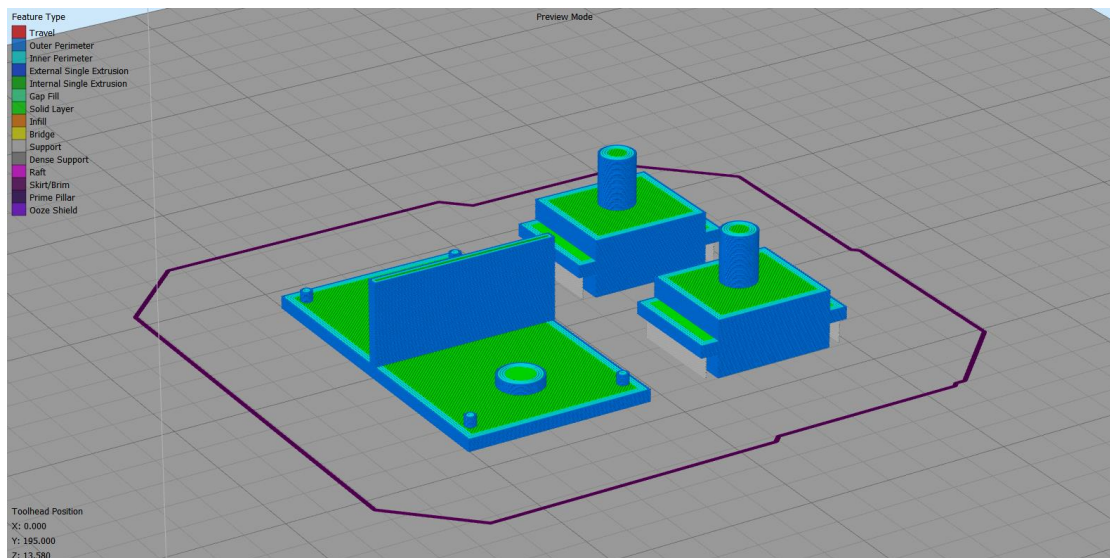 Feature Type
Preview Mode
Travel
Outer Perimeter
Inner Perimeter
External Single Extrusion
Internal Single Extrusion
Gap Fill
Solid Layer
Infill
Bridge
Support
Dense Support
Raft
Skirt/Brim
Prime Pillar
Ooze Shield
Toolhead Position
X: 0.000
Y: 195.000
Z: 13.580